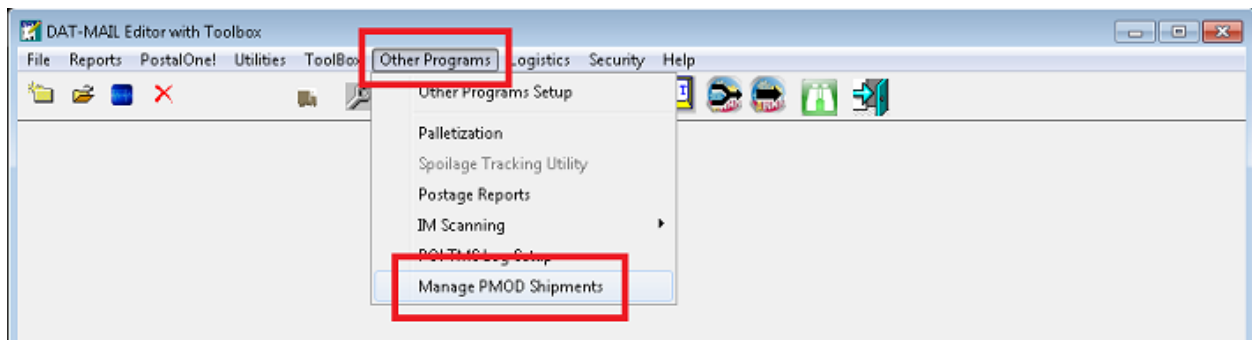 DAT-MAIL Editor with Toolbox
File Reports PostalOne! Utilities ToolBox Other Programs Logistics Security Help
Other Programs Setup
Palletization
Spoilage Tracking Utility
Postage Reports
IM Scanning
Setup
Manage PMOD Shipments